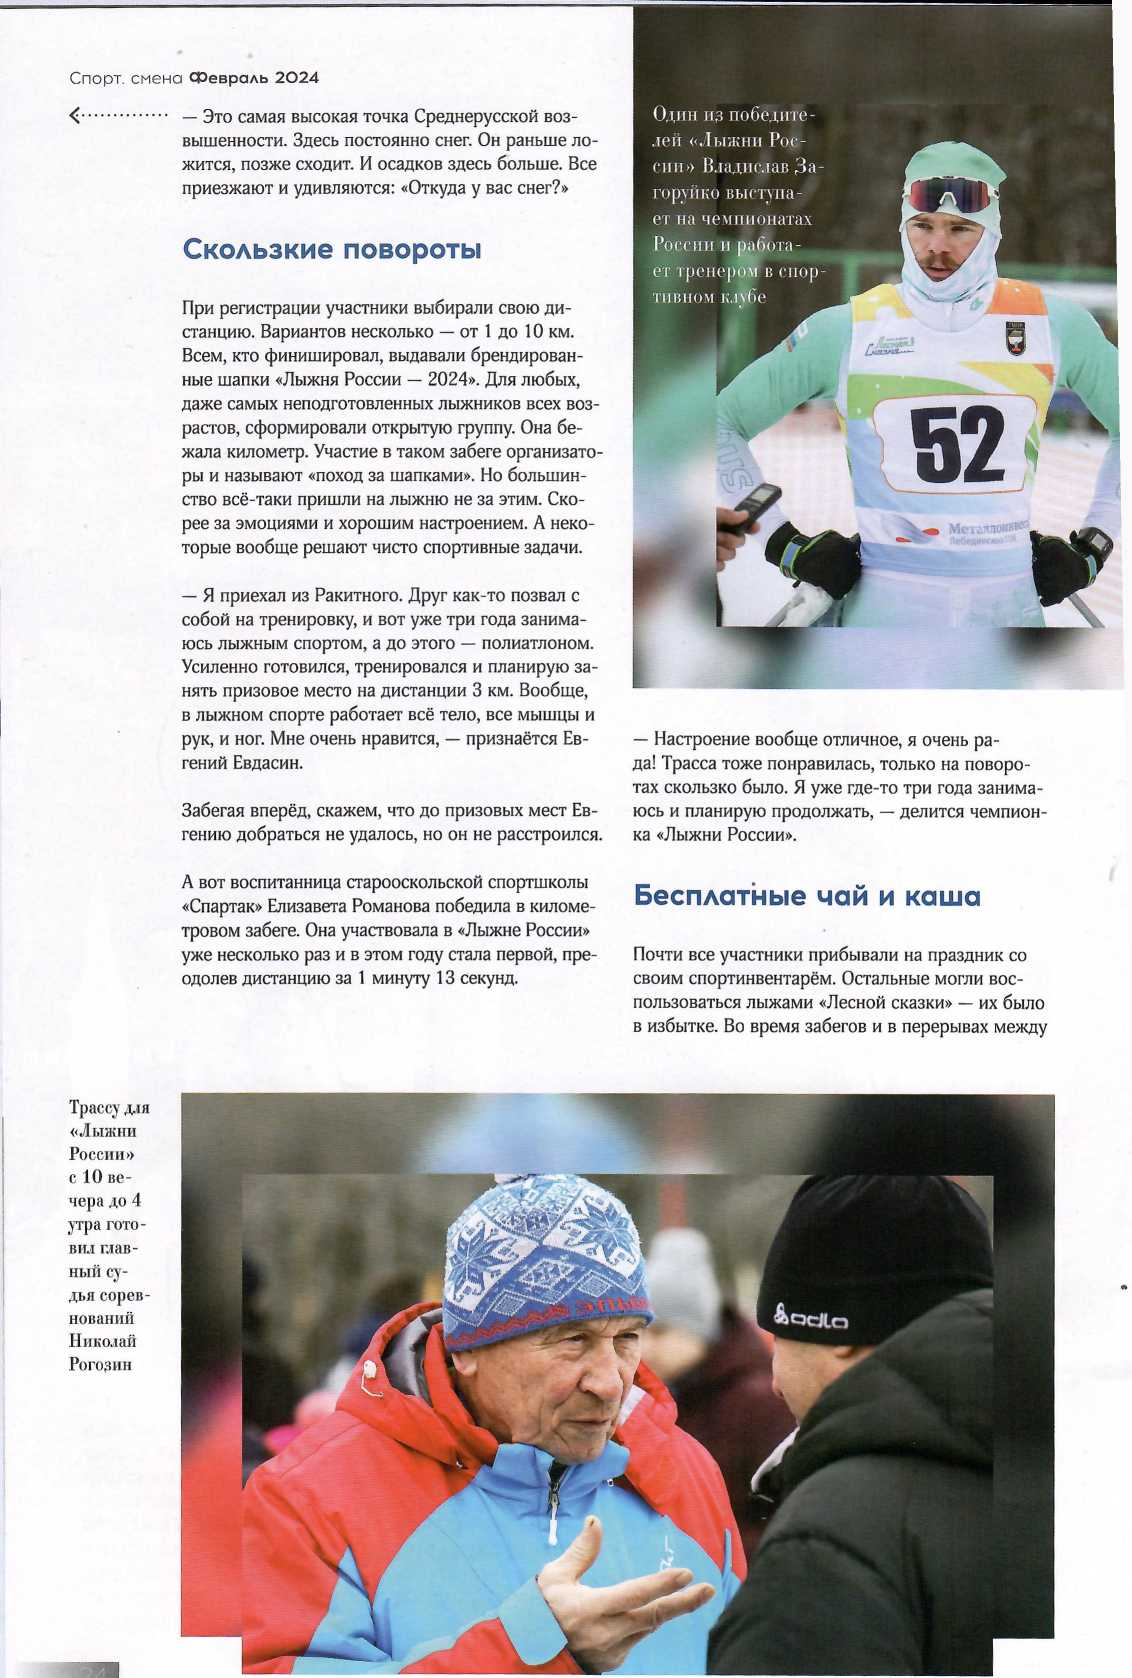 Спорт. смена Февраль 2024
— Это самая высокая точка Среднерусской воз-
вышенности. Здесь постоянно снег. Он раньше ло-
жится, позже сходит. И осадков здесь больше. Все
приезжают и удивляются: «Откуда у вас снег?»
Скользкие повороты
При регистрации участники выбирали свою ди-
станцию. Вариантов несколько — от 1 до 10 км.
Всем, кто финишировал, выдавали брендирован-
ные шапки «Лыжня России — 2024». Для любых,
даже самых неподготовленных лыжников всех воз-
растов, сформировали открытую группу. Она бе-
жала километр. Участие в таком забеге организато-
ры и называют «поход за шапками». Но большин-
ство всё-таки пришли на лыжню не за этим. Ско-
рее за эмоциями и хорошим настроением. А неко-
торые вообще решают чисто спортивные задачи.
— Я приехал из Ракитного. Друг как-то позвал с
собой на тренировку, и вот уже три года занима-
юсь лыжным спортом, а до этого — полиатлоном.
Усиленно готовился, тренировался и планирую за-
нять призовое место на дистанции 3 км. Вообще,
в лыжном спорте работает всё тело, все мышцы и
рук, и ног. Мне очень нравится, — признаётся Ев-
гений Евдасин.
Забегая вперёд, скажем, что до призовых мест Ев-
гению добраться не удалось, но он не расстроился.
А вот воспитанница старооскольской спортшколы
«Спартак» Елизавета Романова победила в киломе-
тровом забеге. Она участвовала в «Лыжне России»
уже несколько раз и в этом году стала первой, пре-
одолев дистанцию за 1 минуту 13 секунд.
Один из победите-
лей «Лыжни Рос-
сии» Владислав За-
горуйко выступа-
ет на чемпионатах
России и работа-
ет тренером в спор-
тивном клубе
Лесная
Сказка
52
Металлоинвест
Лебединский ГОК
— Настроение вообще отличное, я очень ра-
да! Трасса тоже понравилась, только на поворо-
тах скользко было. Я уже где-то три года занима-
юсь и планирую продолжать, — делится чемпион-
ка «Лыжни России».
Бесплатные чай и каша
Почти все участники прибывали на праздник со
своим спортинвентарём. Остальные могли вос-
пользоваться лыжами «Лесной сказки» — их было
в избытке. Во время забегов и в перерывах между
Трассу для
«Лыжни
России»
с 10 ве-
чера до 4
утра гото-
вил глав-
ный су-
дья сорев-
нований
Николай
Рогозин
odlo
24